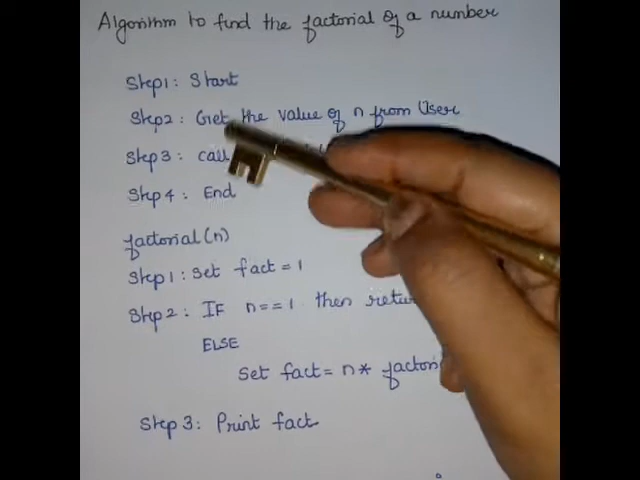 Algorithm to find the factorial of a number
Step1: Start
Step2: Get the value of n from User
Step3: call
Step4: End
factorial(n)
Step1: Set fact = 1
Step2: IF n==1 then
ELSE
Set fact = n*
Step3: Print fact